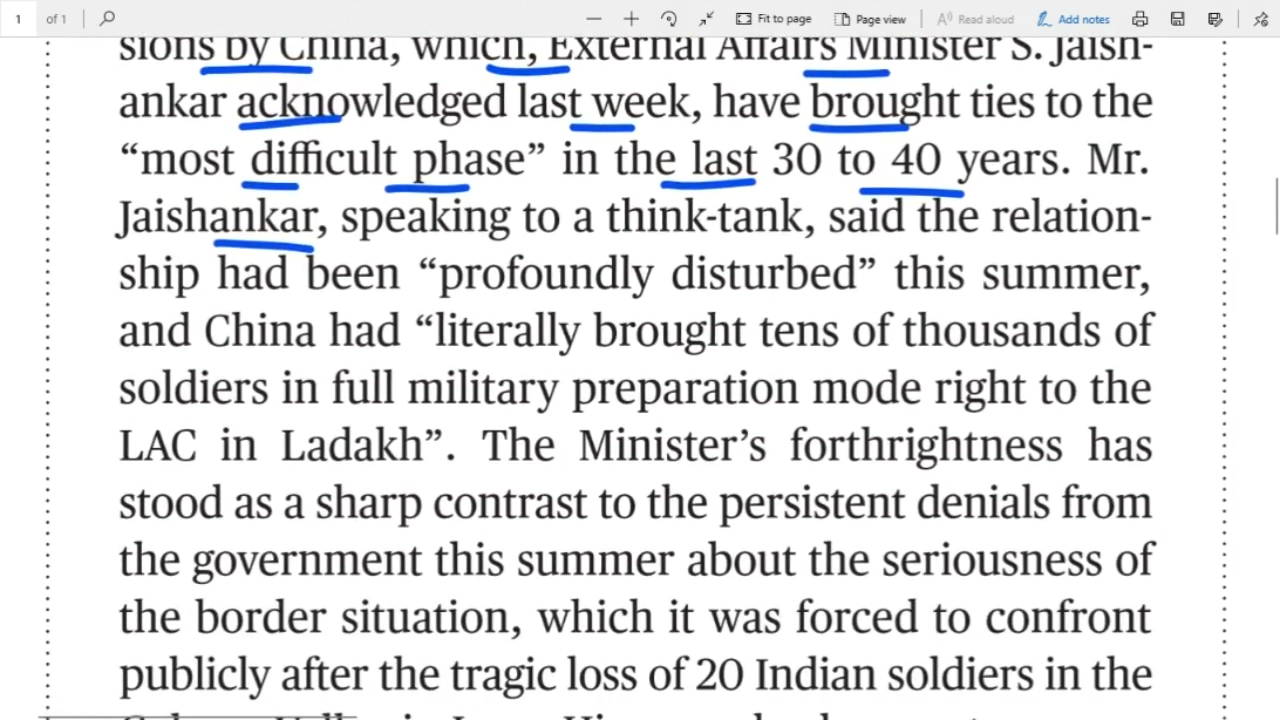 1 of 1 Fit to page Page view Read aloud Add notes
sions by China, which, External Affairs Minister S. Jaish-
ankar acknowledged last week, have brought ties to the
“most difficult phase” in the last 30 to 40 years. Mr.
Jaishankar, speaking to a think-tank, said the relation-
ship had been “profoundly disturbed” this summer,
and China had “literally brought tens of thousands of
soldiers in full military preparation mode right to the
LAC in Ladakh”. The Minister’s forthrightness has
stood as a sharp contrast to the persistent denials from
the government this summer about the seriousness of
the border situation, which it was forced to confront
publicly after the tragic loss of 20 Indian soldiers in the